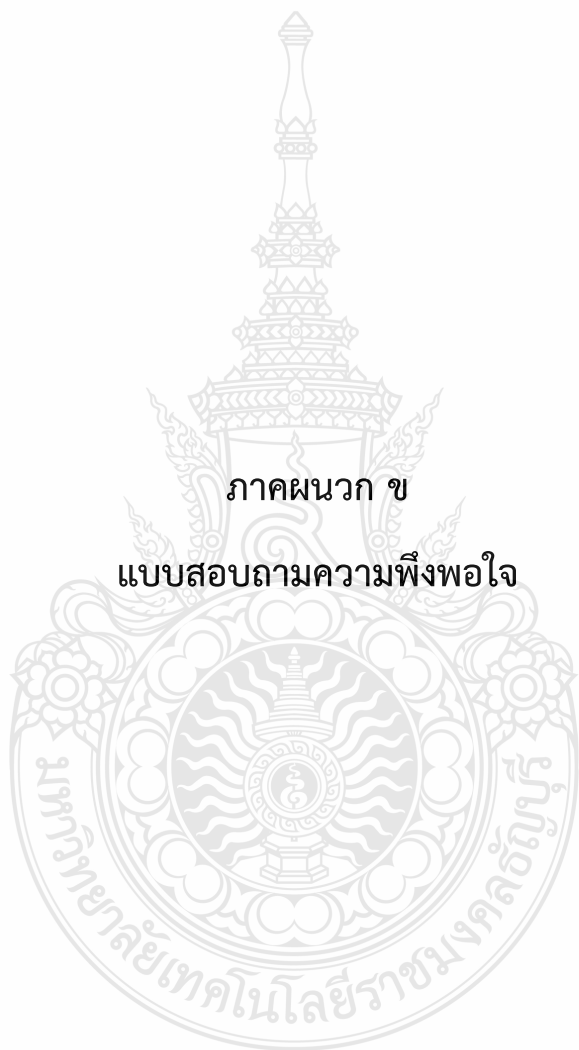 ภาคผนวก ข
แบบสอบถามความพึงพอใจ
มหาวิทยาลัยเทคโนโลยีราชมงคลธัญบุรี